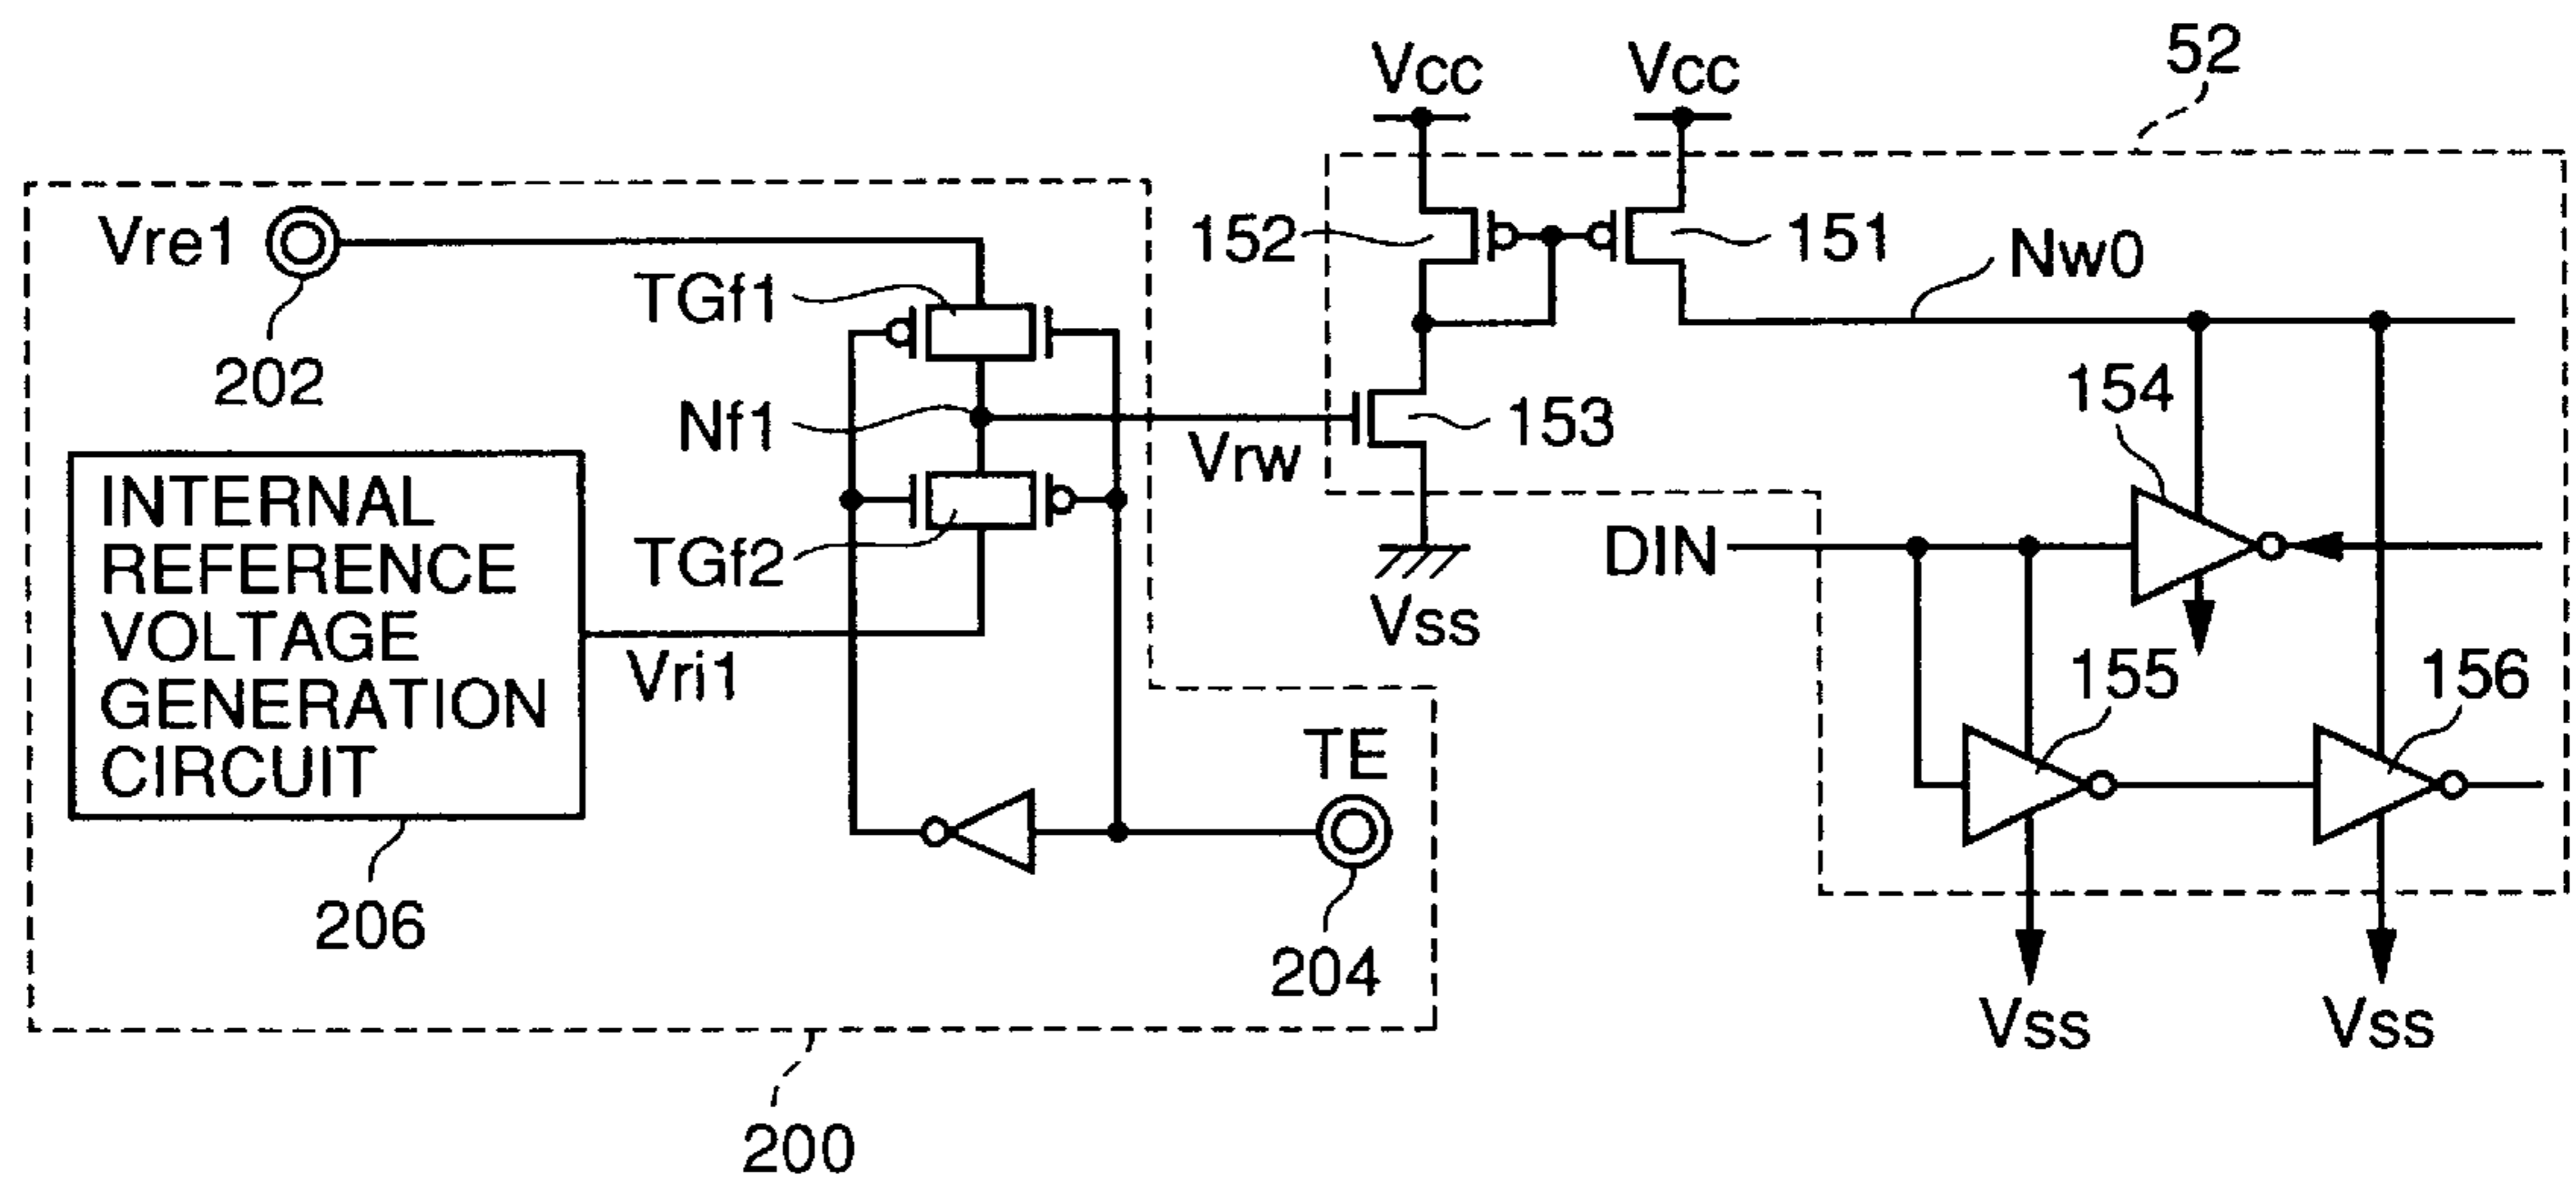 52
Vcc
Vcc
Vre1
202
TGf1
152
151
Nw0
154
Nf1
Vrw
153
INTERNAL
REFERENCE
VOLTAGE
GENERATION
CIRCUIT
TGf2
DIN
Vss
Vri1
155
156
TE
206
204
Vss
Vss
200